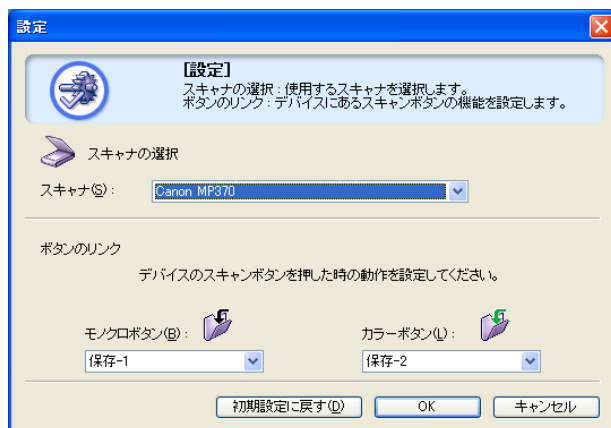 設定
[設定]
スキャナの選択 : 使用するスキャナを選択します。
ボタンのリンク : デバイスにあるスキャンボタンの機能を設定します。
スキャナの選択
スキャナ(S) :
Canon MP370
ボタンのリンク
デバイスのスキャンボタンを押した時の動作を設定してください。
モノクロボタン(B) :
カラーボタン(L) :
保存-1
保存-2
初期設定に戻す(D)
OK
キャンセル